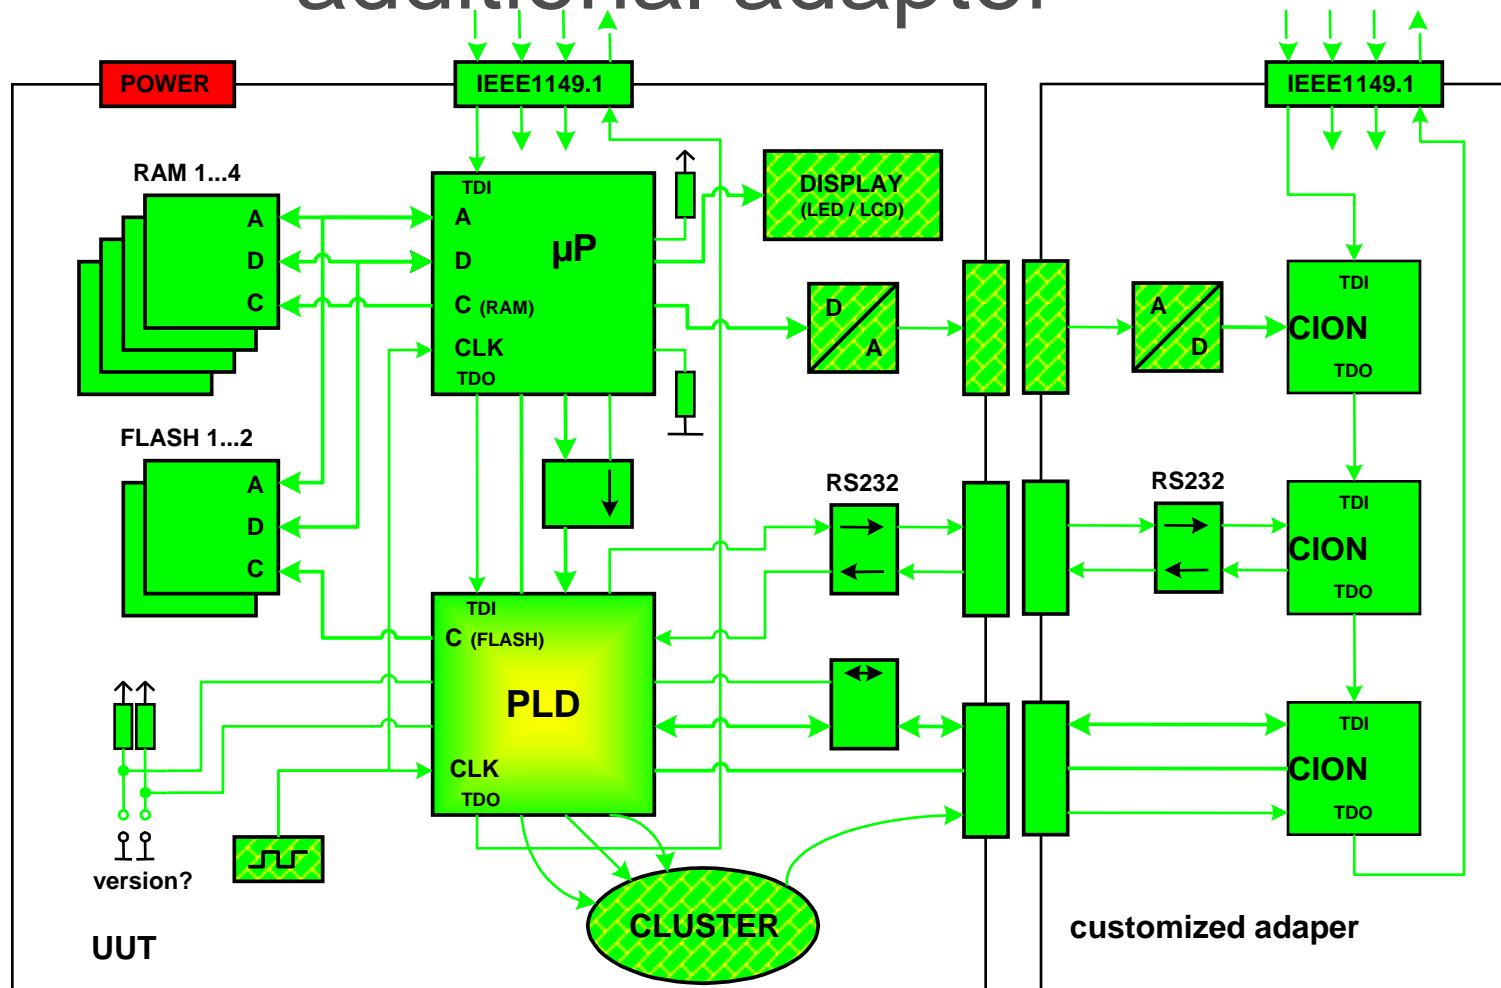 additional adaptor
POWER
IEEE1149.1
IEEE1149.1
RAM 1...4
A
D
C
TDI
A
D
C (RAM)
CLK
TDO
µP
DISPLAY
(LED / LCD)
D
A
A
D
TDI
CION
TDO
FLASH 1...2
A
D
C
RS232
RS232
TDI
CION
TDO
TDI
C (FLASH)
PLD
CLK
TDO
TDI
CION
TDO
version?
CLUSTER
UUT
customized adaper